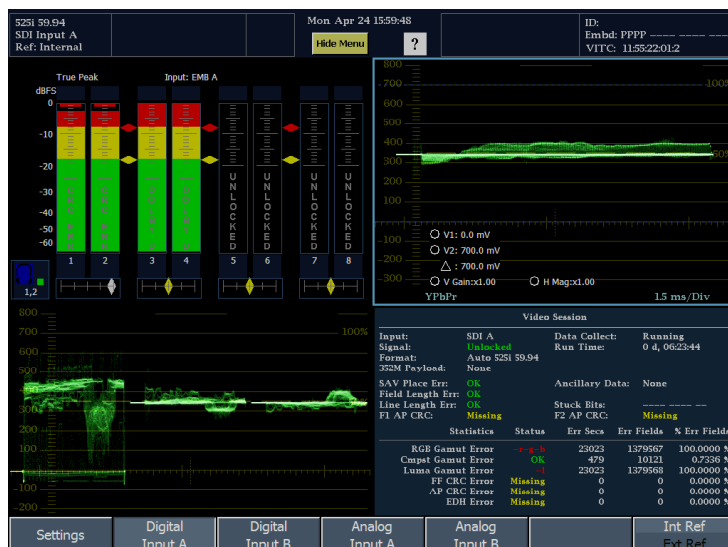 525i 59.94
SDI Input A
Ref: Internal
Mon Apr 24 15:59:48
Hide Menu
?
ID:
Embd: PPPP ---- ---- ----
VITC: 11:55:22:01:2
True Peak
Input: EMB A
dBFS
0
-10
-20
-30
-40
-50
-60
UNLOCKED
UNLOCKED
UNLOCKED
UNLOCKED
1
2
3
4
5
6
7
8
1,2
800
700
100%
600
500
400
300
50%
200
100
-100
-200
-300
V1: 0.0 mV
V2: 700.0 mV
△ : 700.0 mV
V Gain:x1.00
H Mag:x1.00
YPbPr
1.5 ms/Div
800
700
100%
600
500
400
300
200
100
-100
-200
Video Session
Input: SDI A Data Collect: Running
Signal: Unlocked Run Time: 0 d, 06:23:44
Format: Auto 525i 59.94
352M Payload: None
SAV Place Err: OK Ancillary Data: None
Field Length Err: OK
Line Length Err: OK Stuck Bits: ---- ---- --
F1 AP CRC: Missing F2 AP CRC: Missing
Statistics Status Err Secs Err Fields % Err Fields
RGB Gamut Error -r-g-b 23023 1379567 100.0000 %
Cmpst Gamut Error OK 479 10121 0.7336 %
Luma Gamut Error -l 23023 1379568 100.0000 %
FF CRC Error Missing 0 0 0.0000 %
AP CRC Error Missing 0 0 0.0000 %
EDH Error Missing 0 0 0.0000 %
Settings
Digital
Input A
Digital
Input B
Analog
Input A
Analog
Input B
Int Ref
Ext Ref